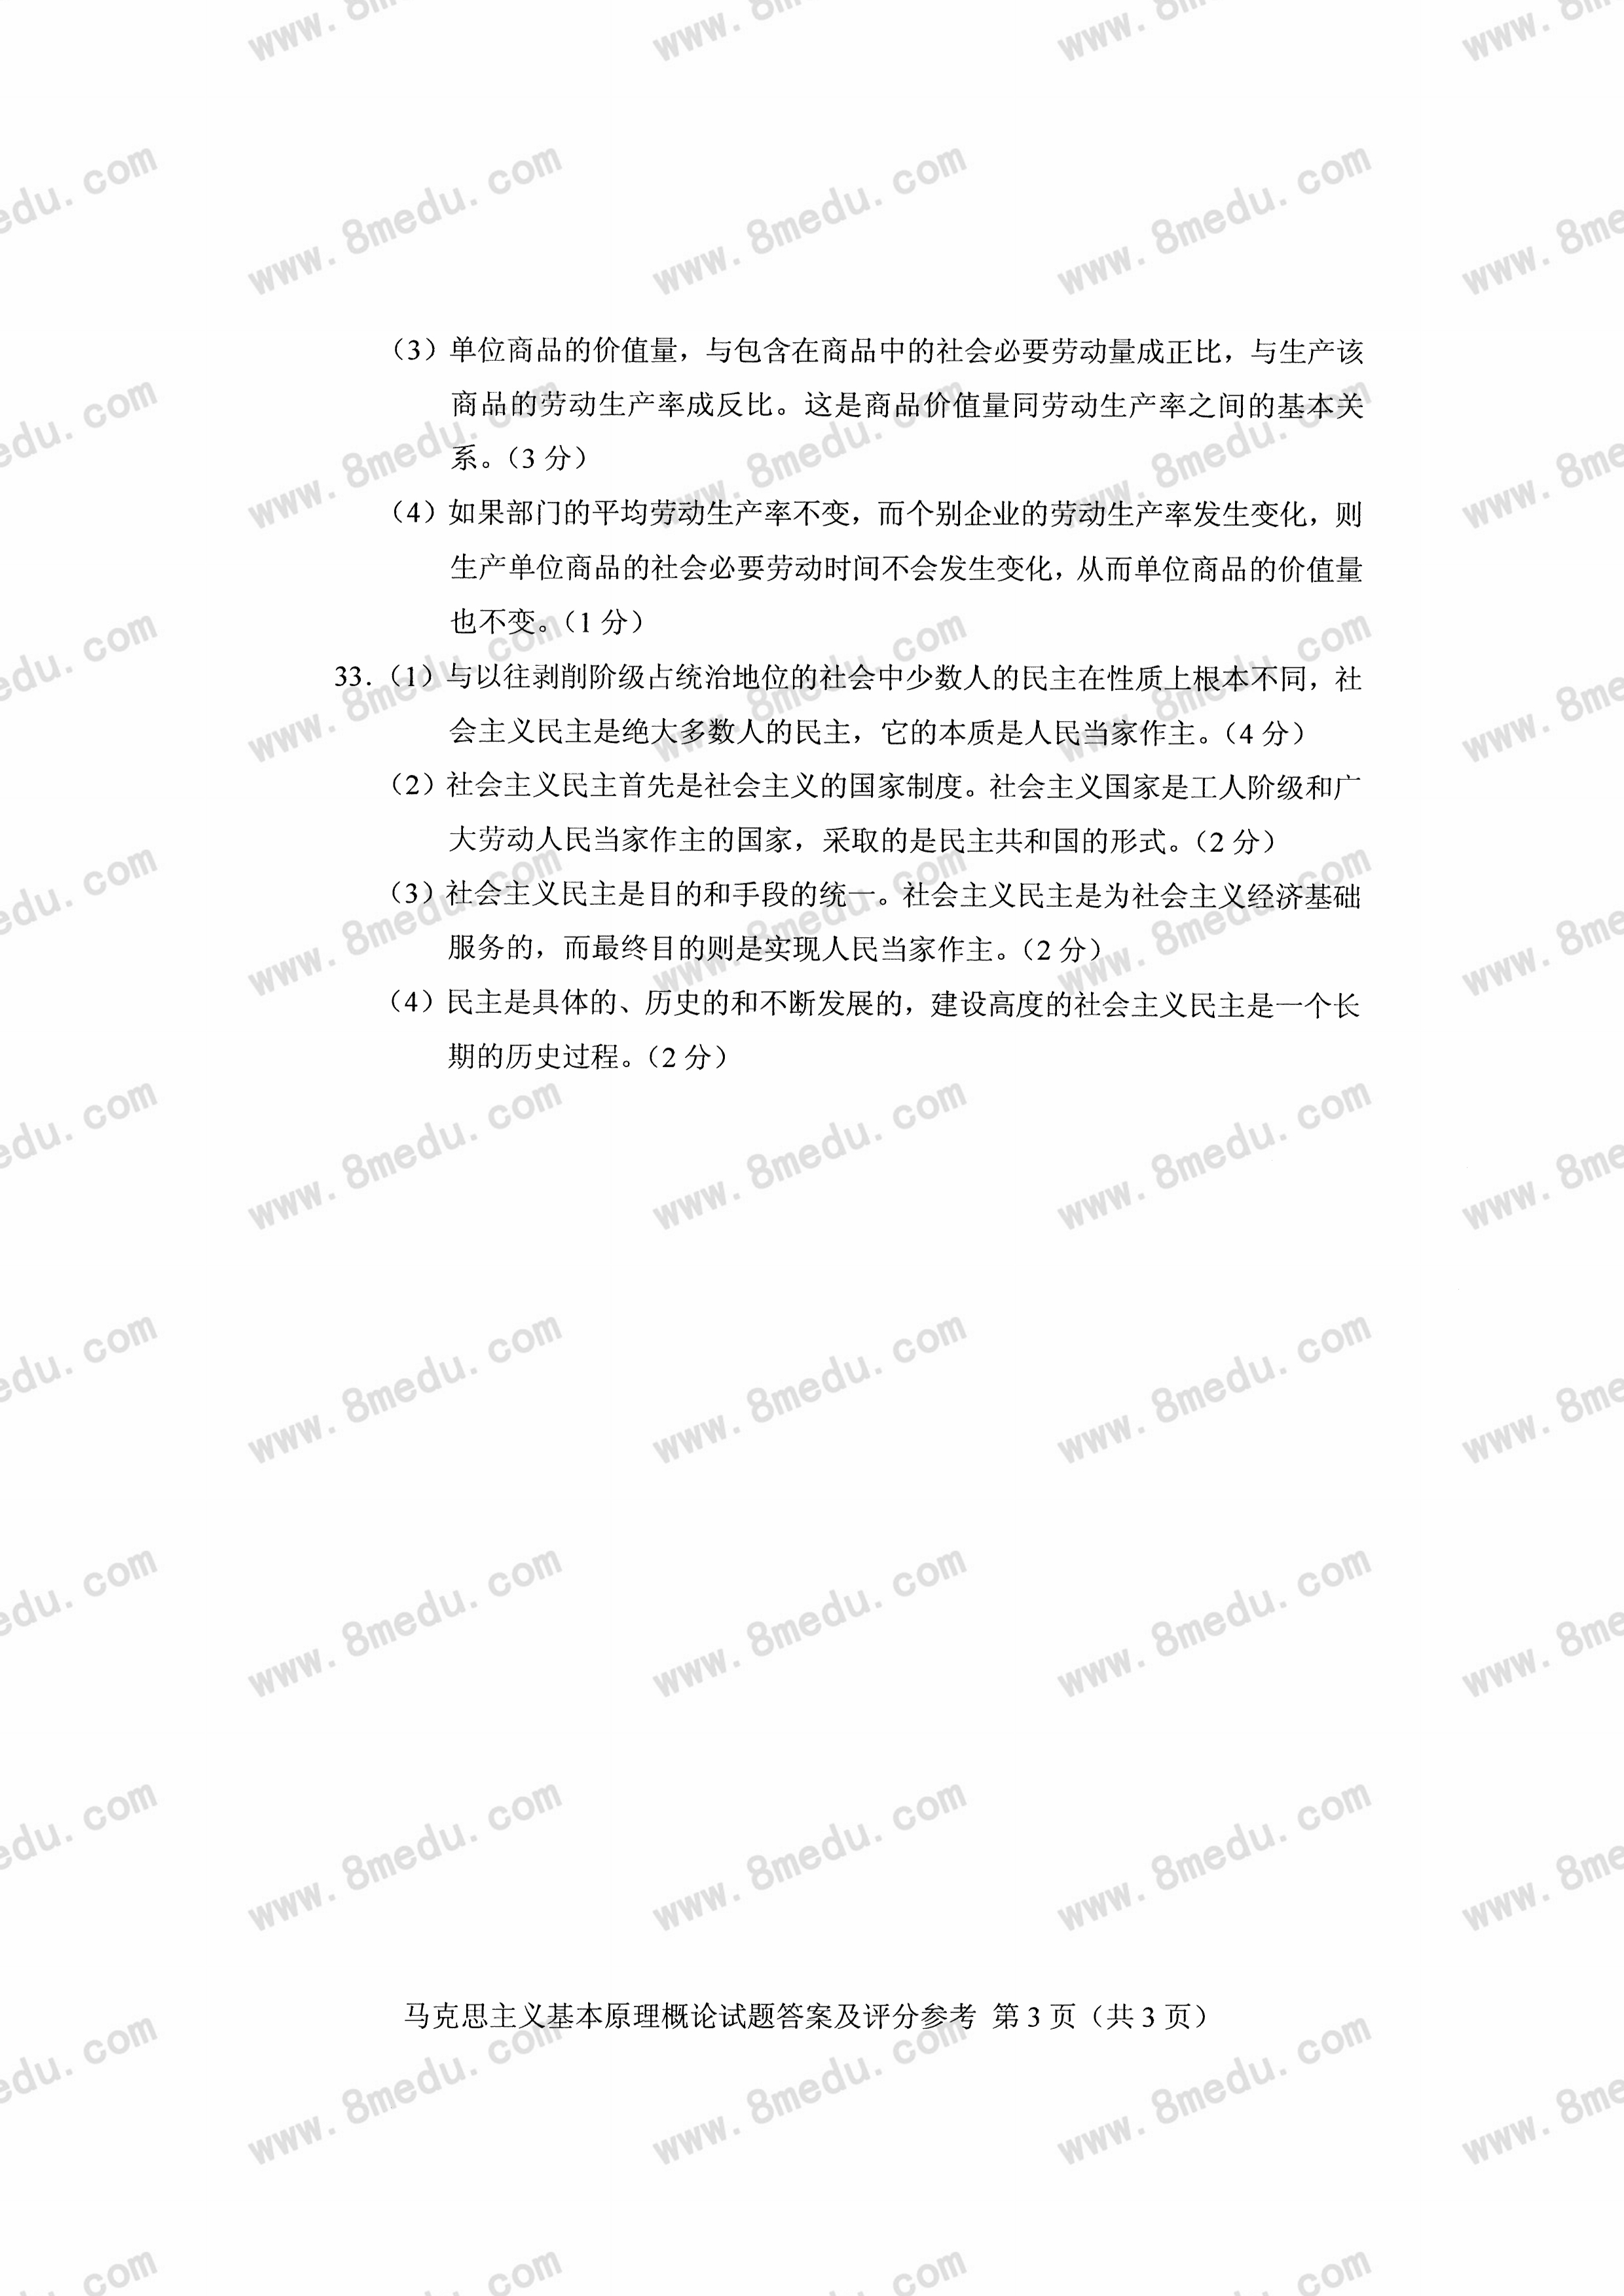 （3）单位商品的价值量，与包含在商品中的社会必要劳动量成正比，与生产该
商品的劳动生产率成反比。这是商品价值量同劳动生产率之间的基本关
系。（3 分）
（4）如果部门的平均劳动生产率不变，而个别企业的劳动生产率发生变化，则
生产单位商品的社会必要劳动时间不会发生变化，从而单位商品的价值量
也不变。（1 分）
33.（1）与以往剥削阶级占统治地位的社会中少数人的民主在性质上根本不同，社
会主义民主是绝大多数人的民主，它的本质是人民当家作主。（4 分）
（2）社会主义民主首先是社会主义的国家制度。社会主义国家是工人阶级和广
大劳动人民当家作主的国家，采取的是民主共和国的形式。（2 分）
（3）社会主义民主是目的和手段的统一。社会主义民主是为社会主义经济基础
服务的，而最终目的则是实现人民当家作主。（2 分）
（4）民主是具体的、历史的和不断发展的，建设高度的社会主义民主是一个长
期的历史过程。（2 分）
马克思主义基本原理概论试题答案及评分参考 第 3 页（共 3 页）
www.8medu.com